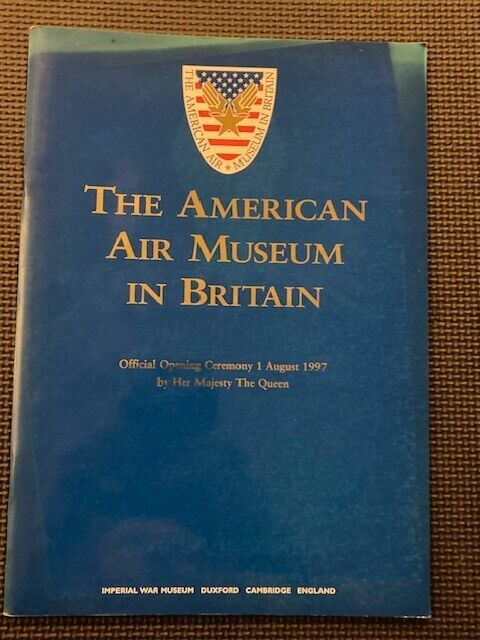 THE AMERICAN AIR MUSEUM IN BRITAIN
THE AMERICAN
AIR MUSEUM
IN BRITAIN
Official Opening Ceremony 1 August 1997
by Her Majesty The Queen
IMPERIAL WAR MUSEUM DUXFORD CAMBRIDGE ENGLAND